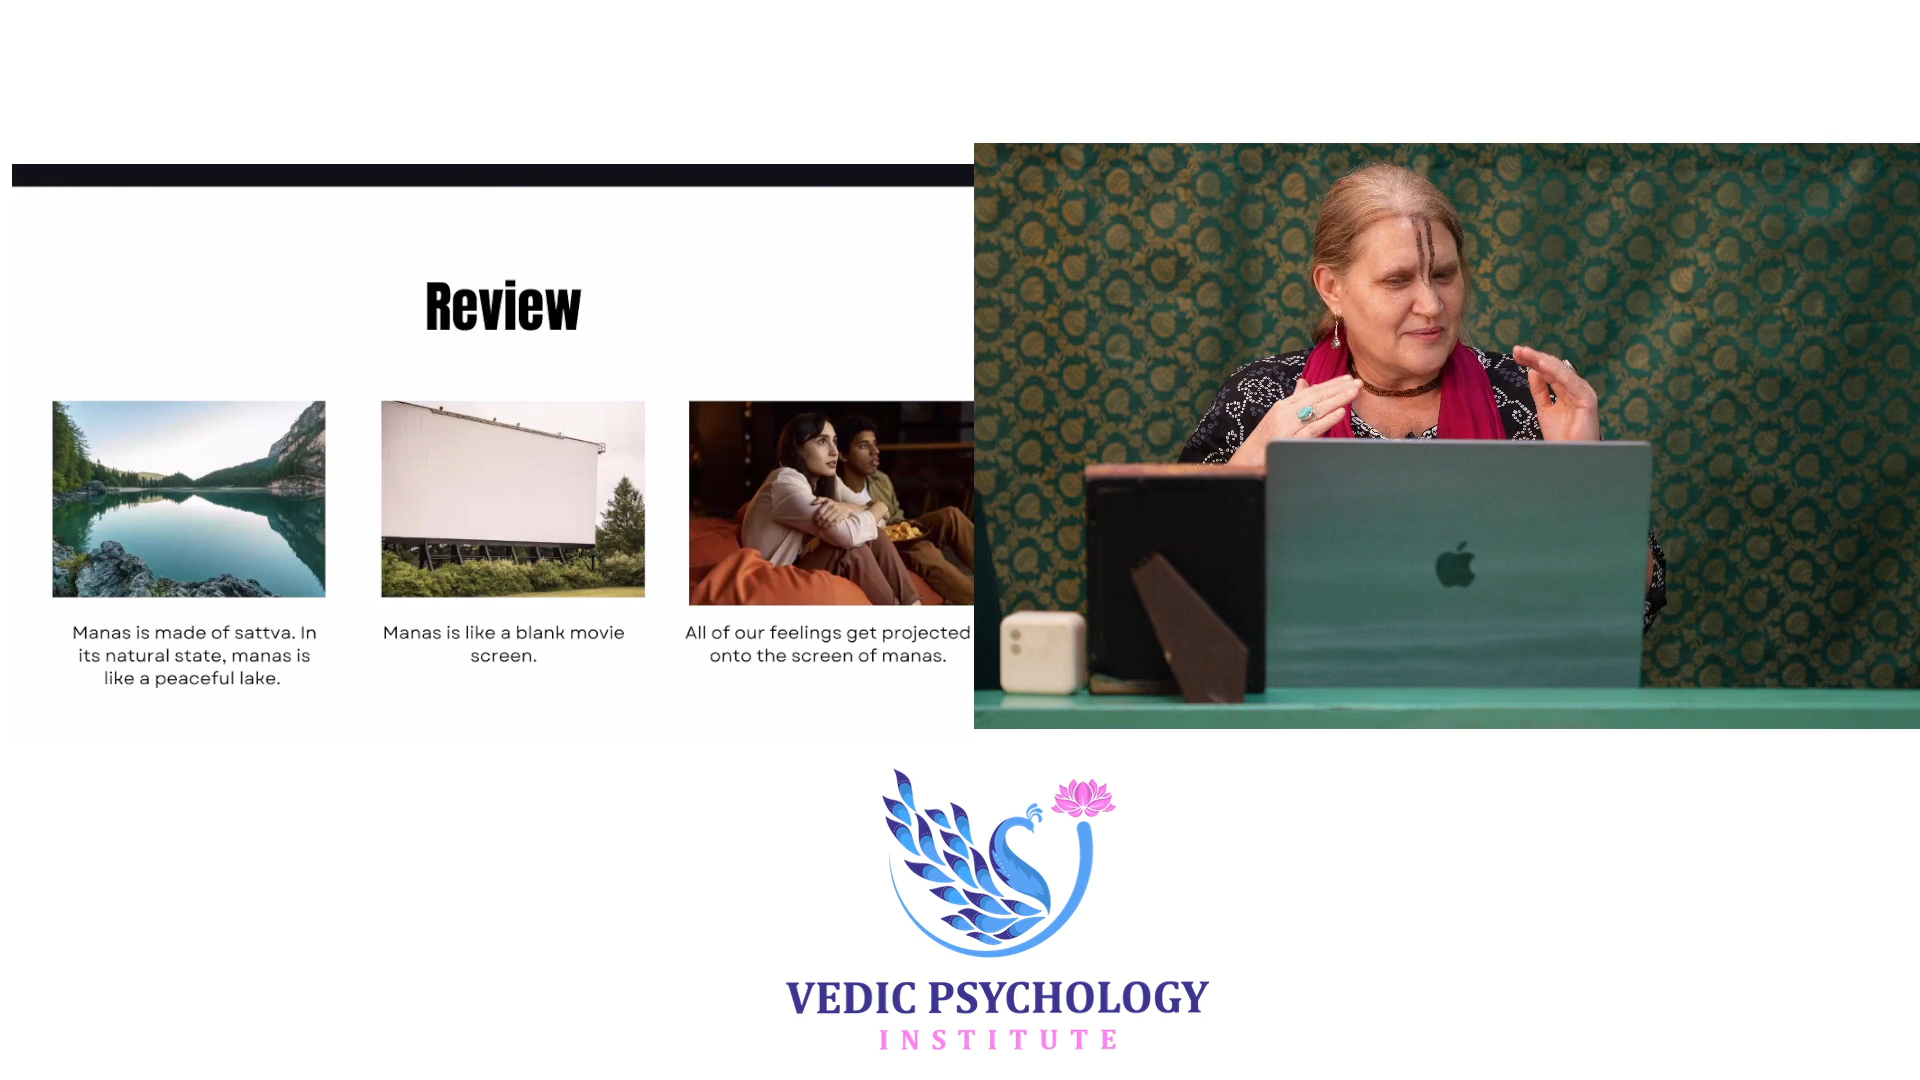 Review
Manas is made of sattva. In
its natural state, manas is
like a peaceful lake.
Manas is like a blank movie
screen.
All of our feelings get projected
onto the screen of manas.
VEDIC PSYCHOLOGY
INSTITUTE